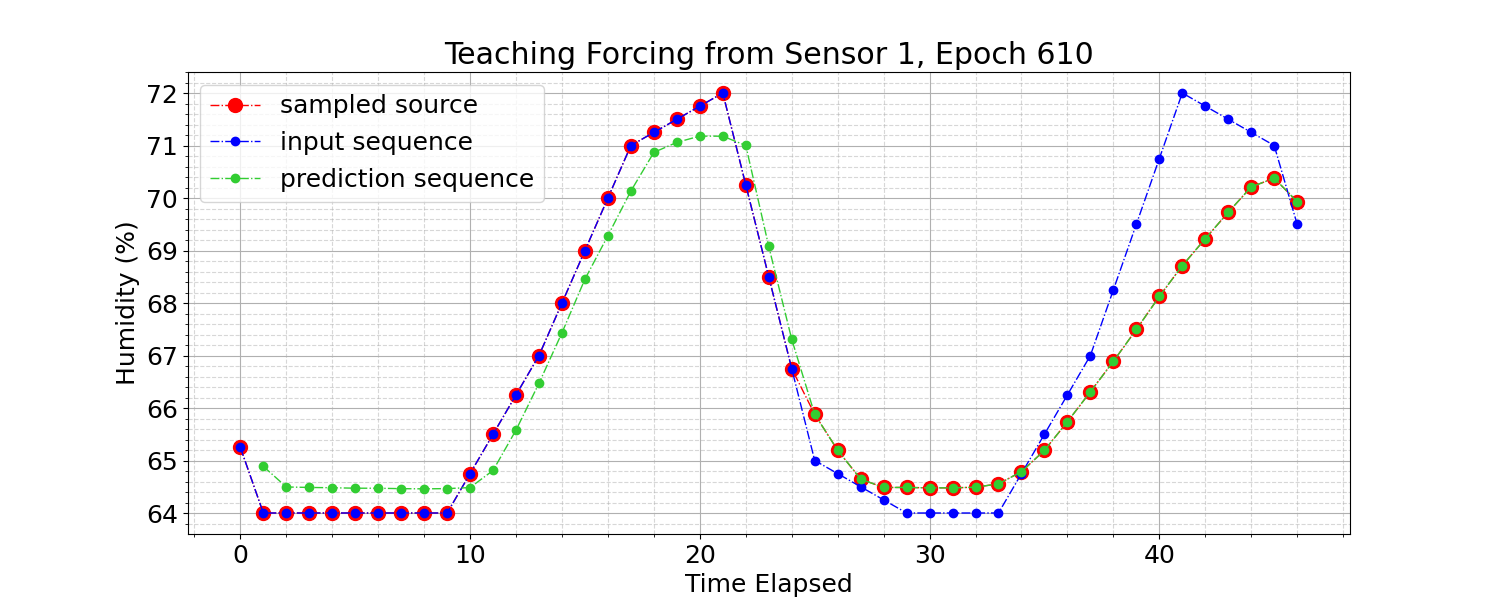 Teaching Forcing from Sensor 1, Epoch 610
sampled source
input sequence
prediction sequence
Humidity (%)
72
71
70
69
68
67
66
65
64
0 10 20 30 40
Time Elapsed